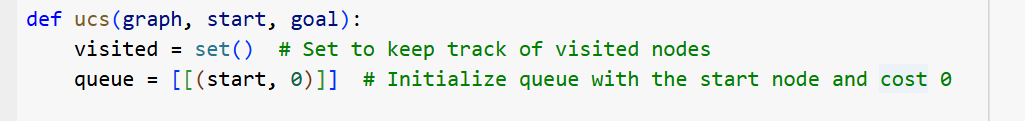 def ucs(graph, start, goal):
    visited = set()  # Set to keep track of visited nodes
    queue = [[(start, 0)]]  # Initialize queue with the start node and cost 0